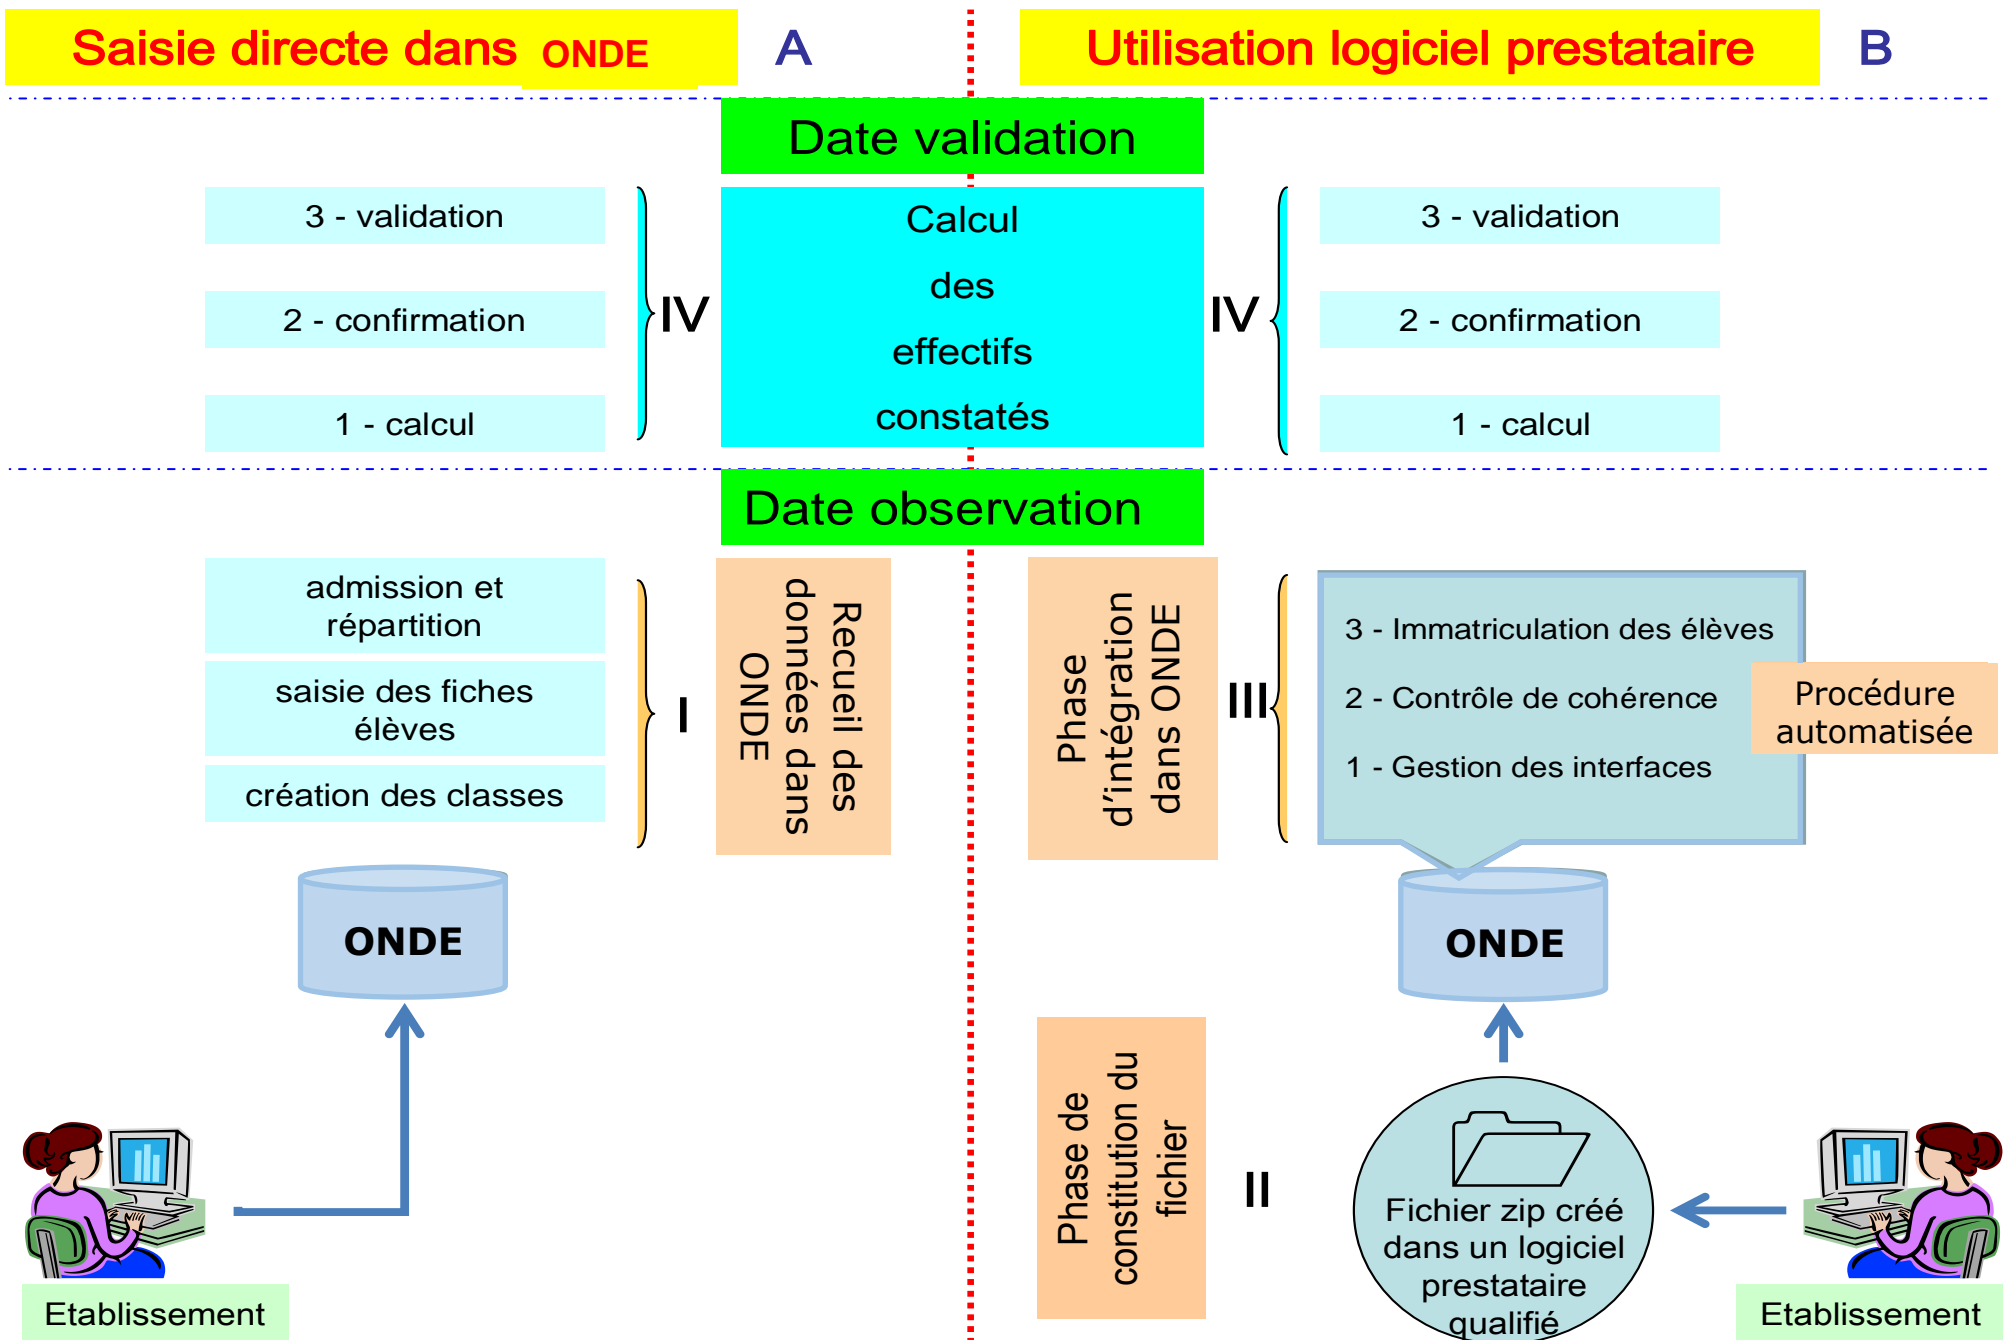 Saisie directe dans ONDE
A
Utilisation logiciel prestataire
B
Date validation
3 - validation
2 - confirmation
1 - calcul
IV
Calcul
des
effectifs
constatés
IV
3 - validation
2 - confirmation
1 - calcul
Date observation
admission et
répartition
saisie des fiches
élèves
création des classes
I
Recueil des
données dans
ONDE
Phase
d’intégration
dans ONDE
III
3 - Immatriculation des élèves
2 - Contrôle de cohérence
1 - Gestion des interfaces
Procédure
automatisée
ONDE
ONDE
Phase de
constitution du
fichier
II
Fichier zip créé
dans un logiciel
prestataire
qualifié
Etablissement
Etablissement